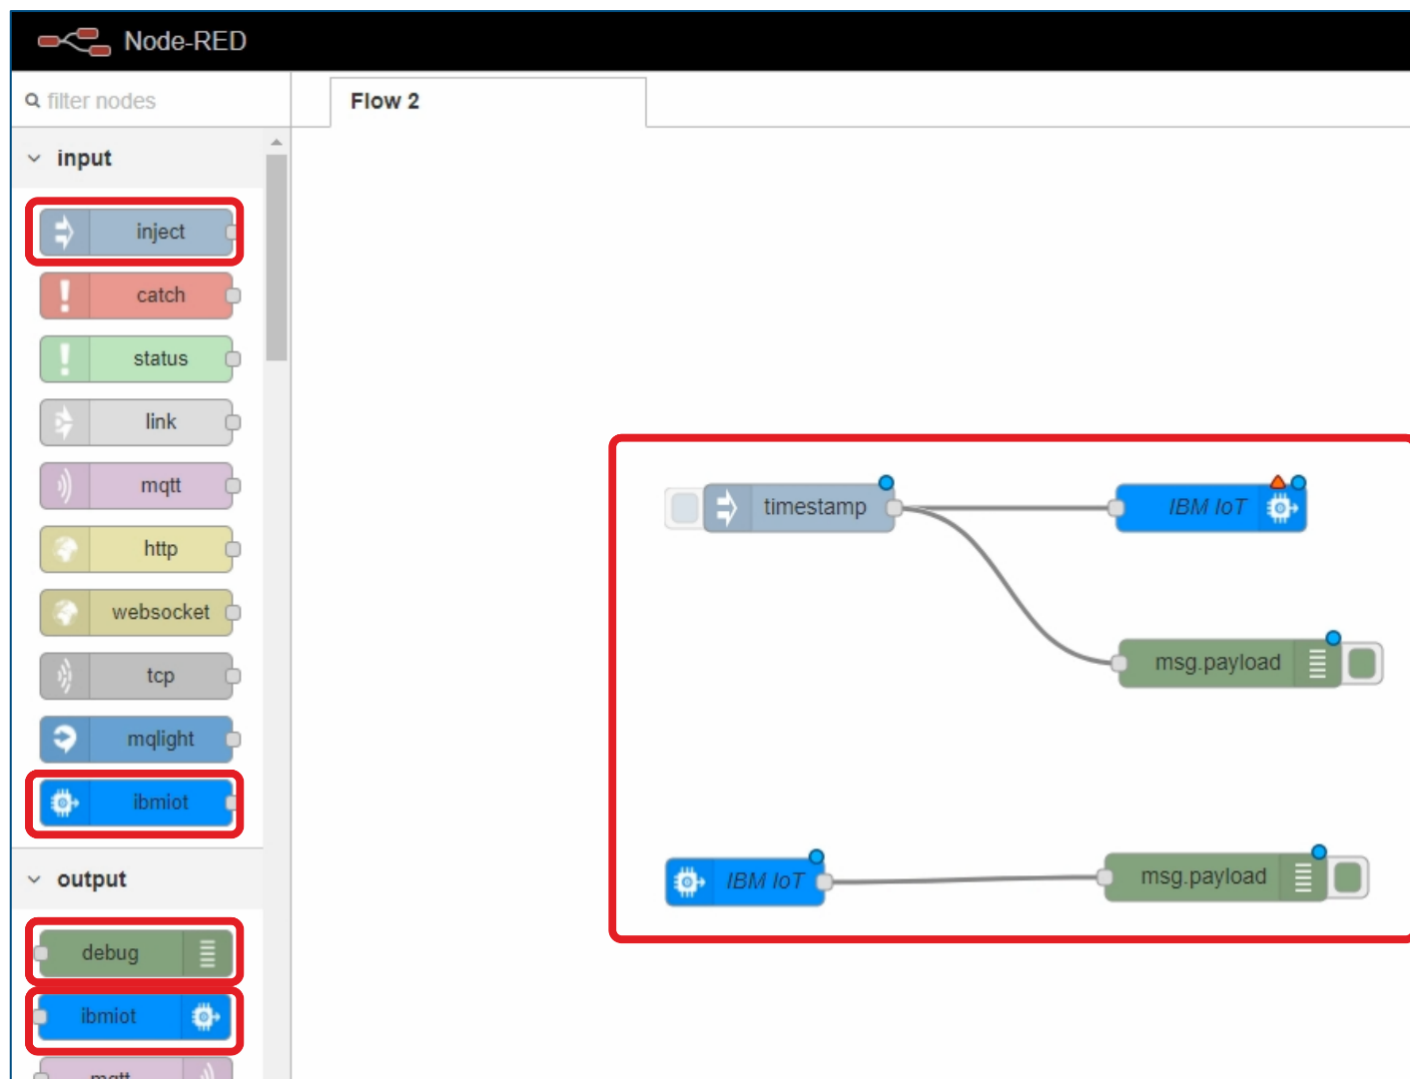 Node-RED
filter nodes
Flow 2
input
inject
catch
status
link
mqtt
http
websocket
tcp
mqlight
ibmiot
output
debug
ibmiot
mqtt
timestamp
IBM IoT
msg.payload
IBM IoT
msg.payload